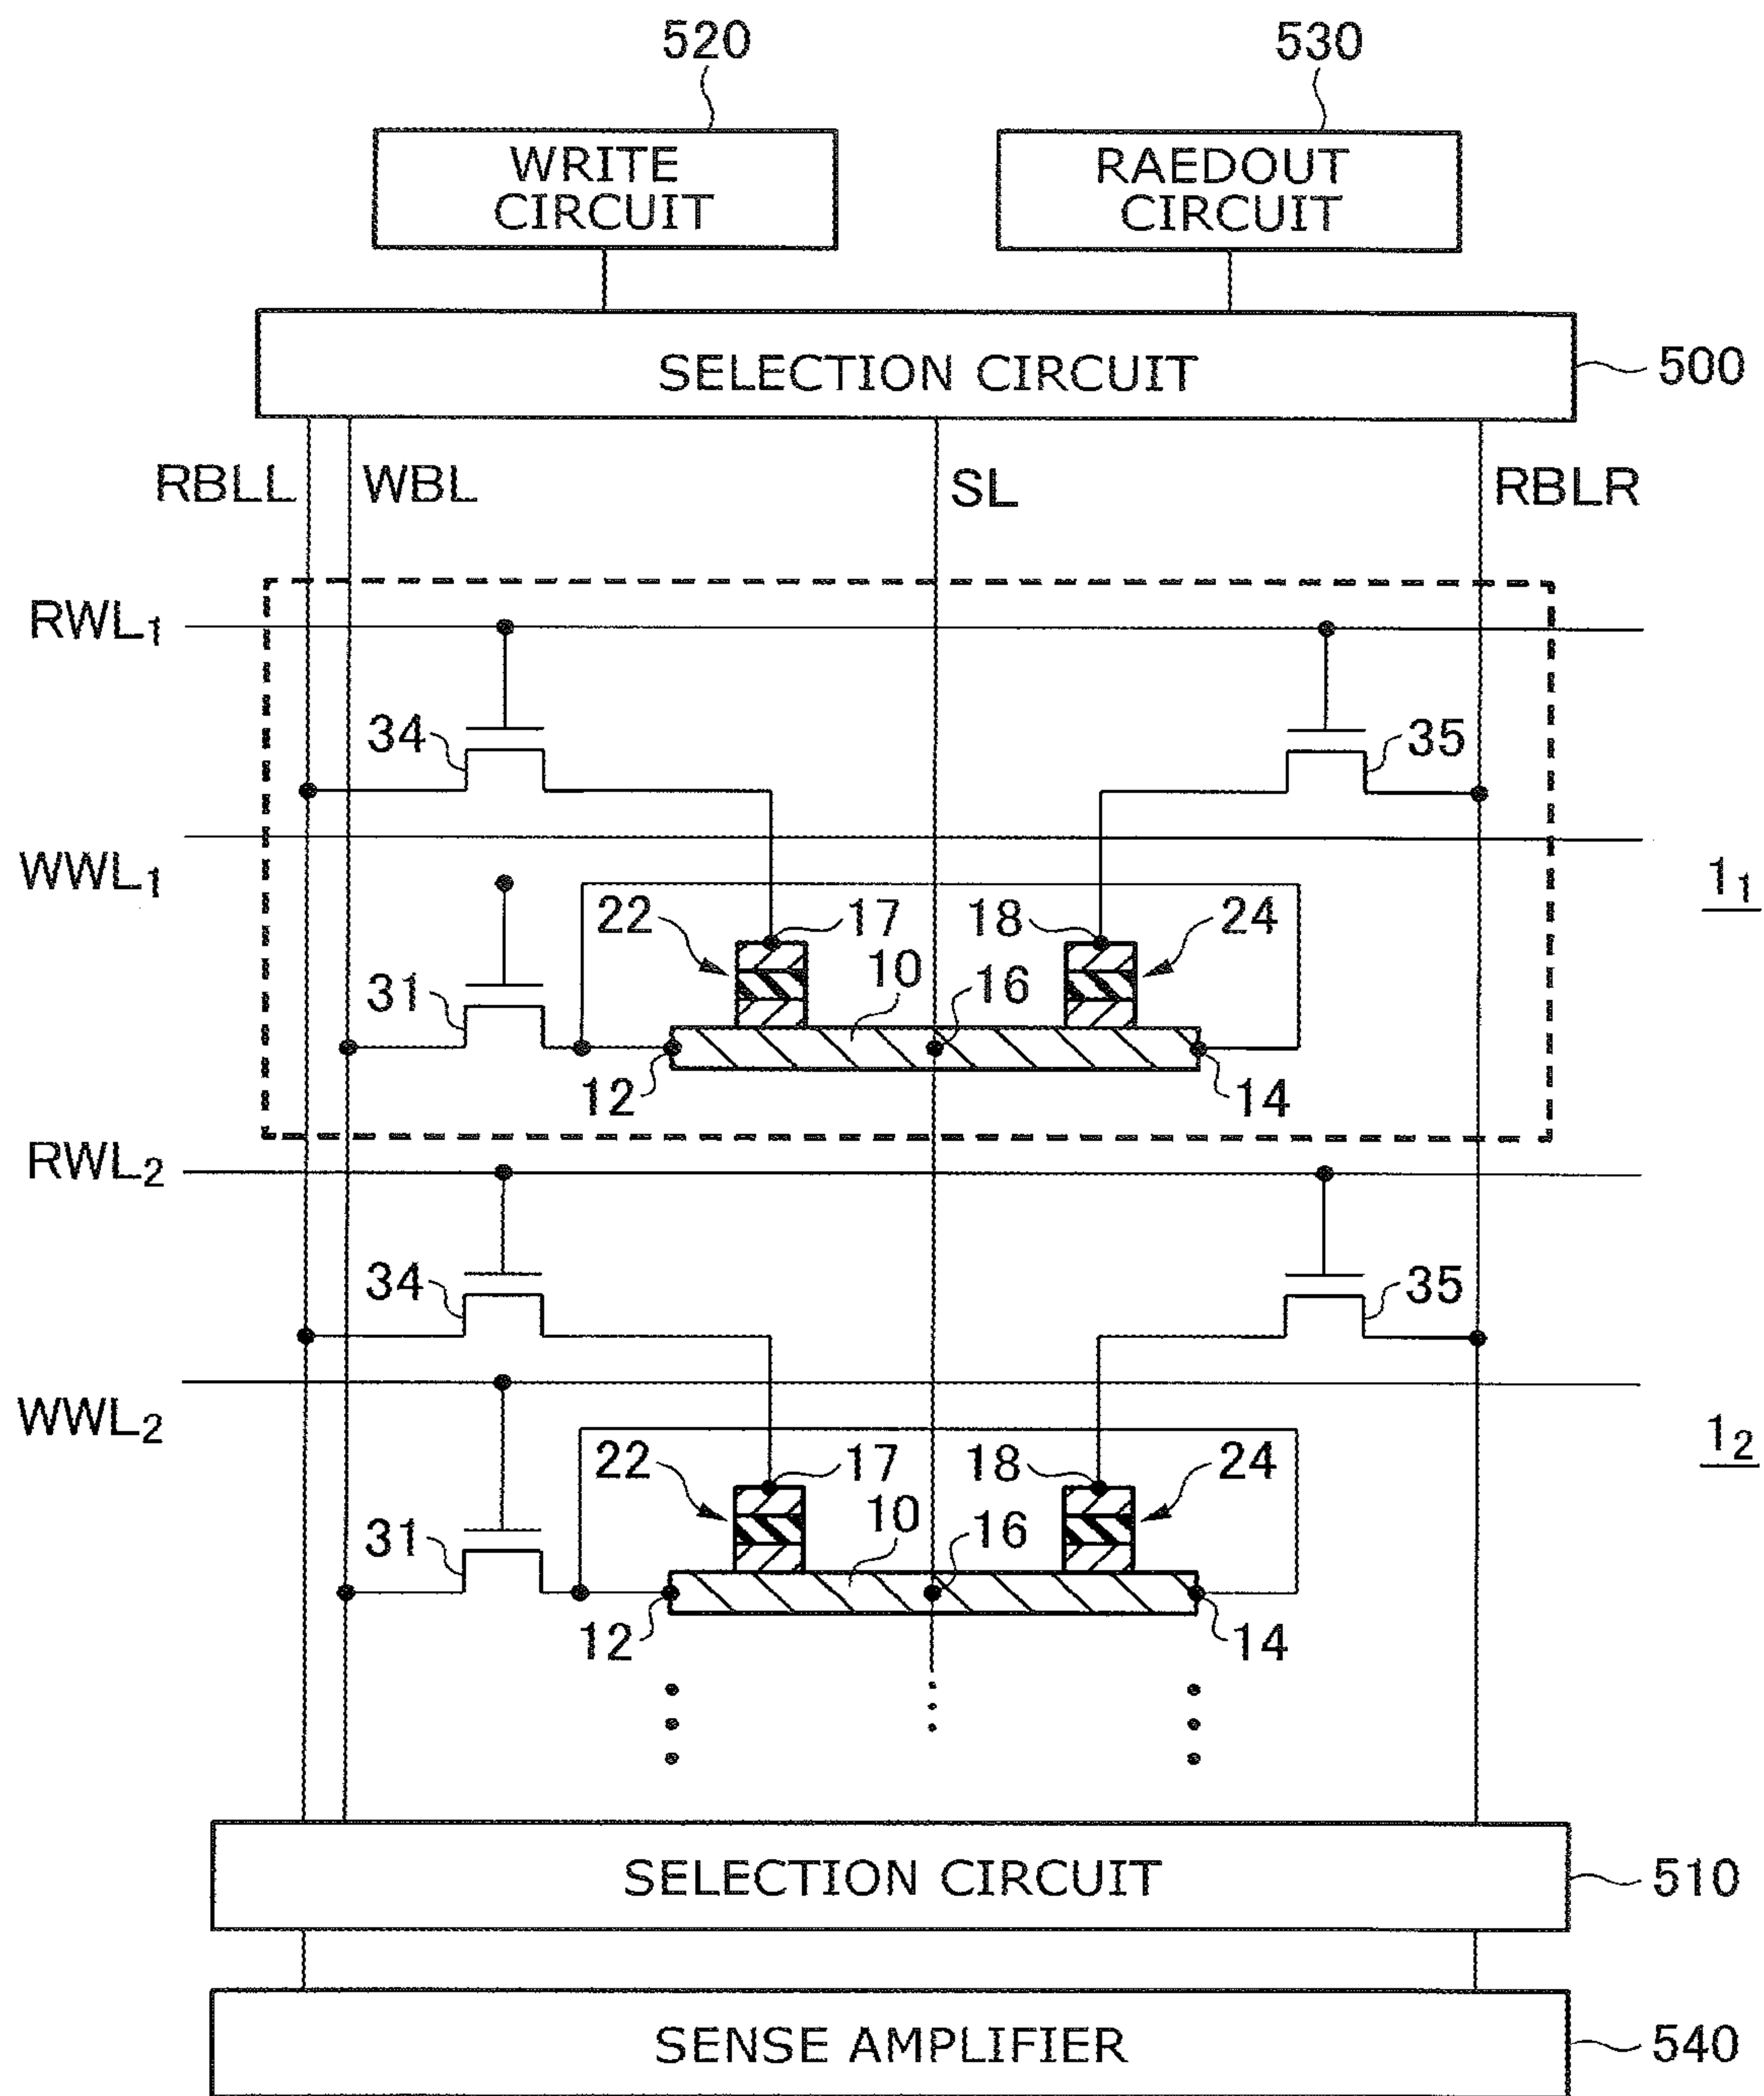 520
530
WRITE
CIRCUIT
RAEDOUT
CIRCUIT
SELECTION CIRCUIT
500
RBLL
WBL
SL
RBLR
RWL₁
34
35
WWL₁
1₁
22
17
18
24
10
31
16
12
14
RWL₂
34
35
WWL₂
1₂
22
17
18
24
10
31
16
12
14
SELECTION CIRCUIT
510
SENSE AMPLIFIER
540